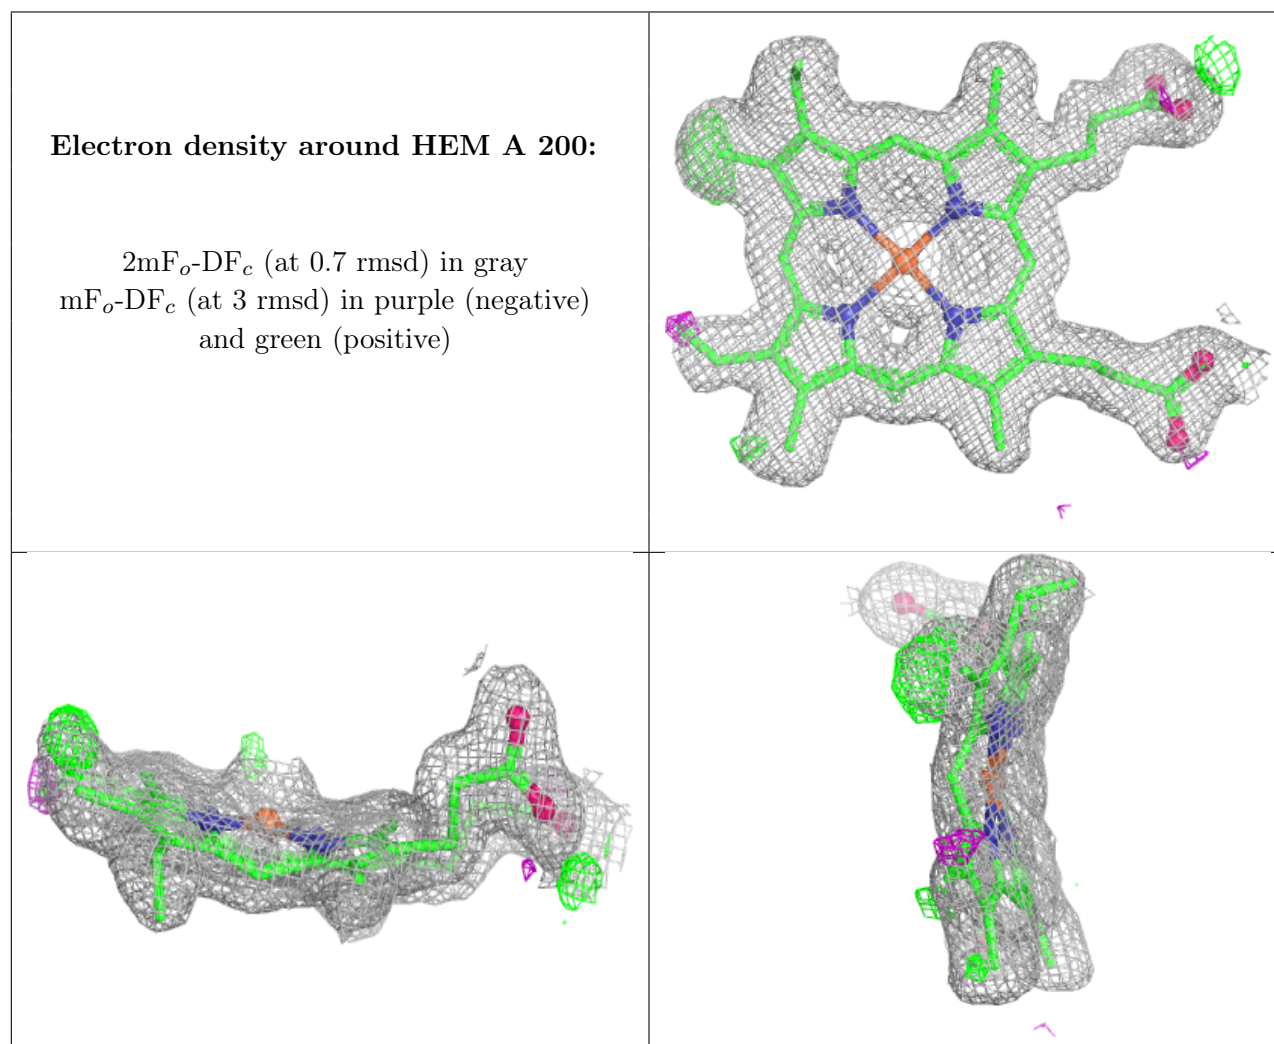 Electron density around HEM A 200:
2mFo-DFc (at 0.7 rmsd) in gray
mFo-DFc (at 3 rmsd) in purple (negative)
and green (positive)